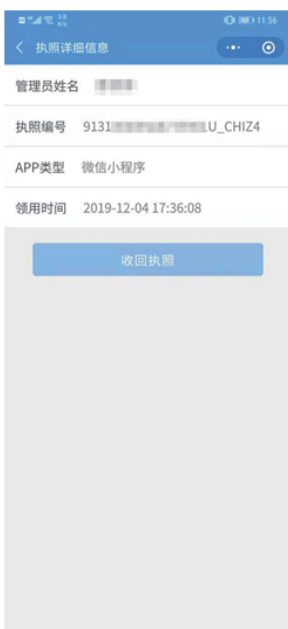 3.8 K/s 11:56
执照详细信息
管理员姓名
执照编号 9131 U_CHIZ4
APP类型 微信小程序
领用时间 2019-12-04 17:36:08
收回执照